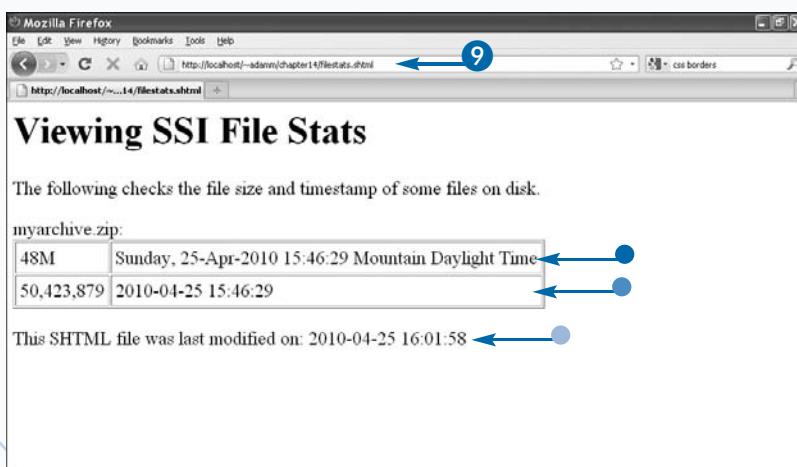 Mozilla Firefox
File Edit View History Bookmarks Tools Help
http://localhost/~adamm/chapter14/filestats.shtml
9
css borders
http://localhost/~...14/filestats.shtml
Viewing SSI File Stats
The following checks the file size and timestamp of some files on disk.
myarchive.zip:
48M Sunday, 25-Apr-2010 15:46:29 Mountain Daylight Time
50,423,879 2010-04-25 15:46:29
This SHTML file was last modified on: 2010-04-25 16:01:58